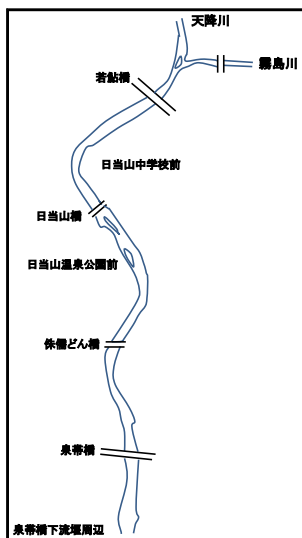 天降川
霧島川
若鮎橋
日当山中学校前
日当山橋
日当山温泉公園前
侏儒どん橋
泉帯橋
泉帯橋下流堰周辺